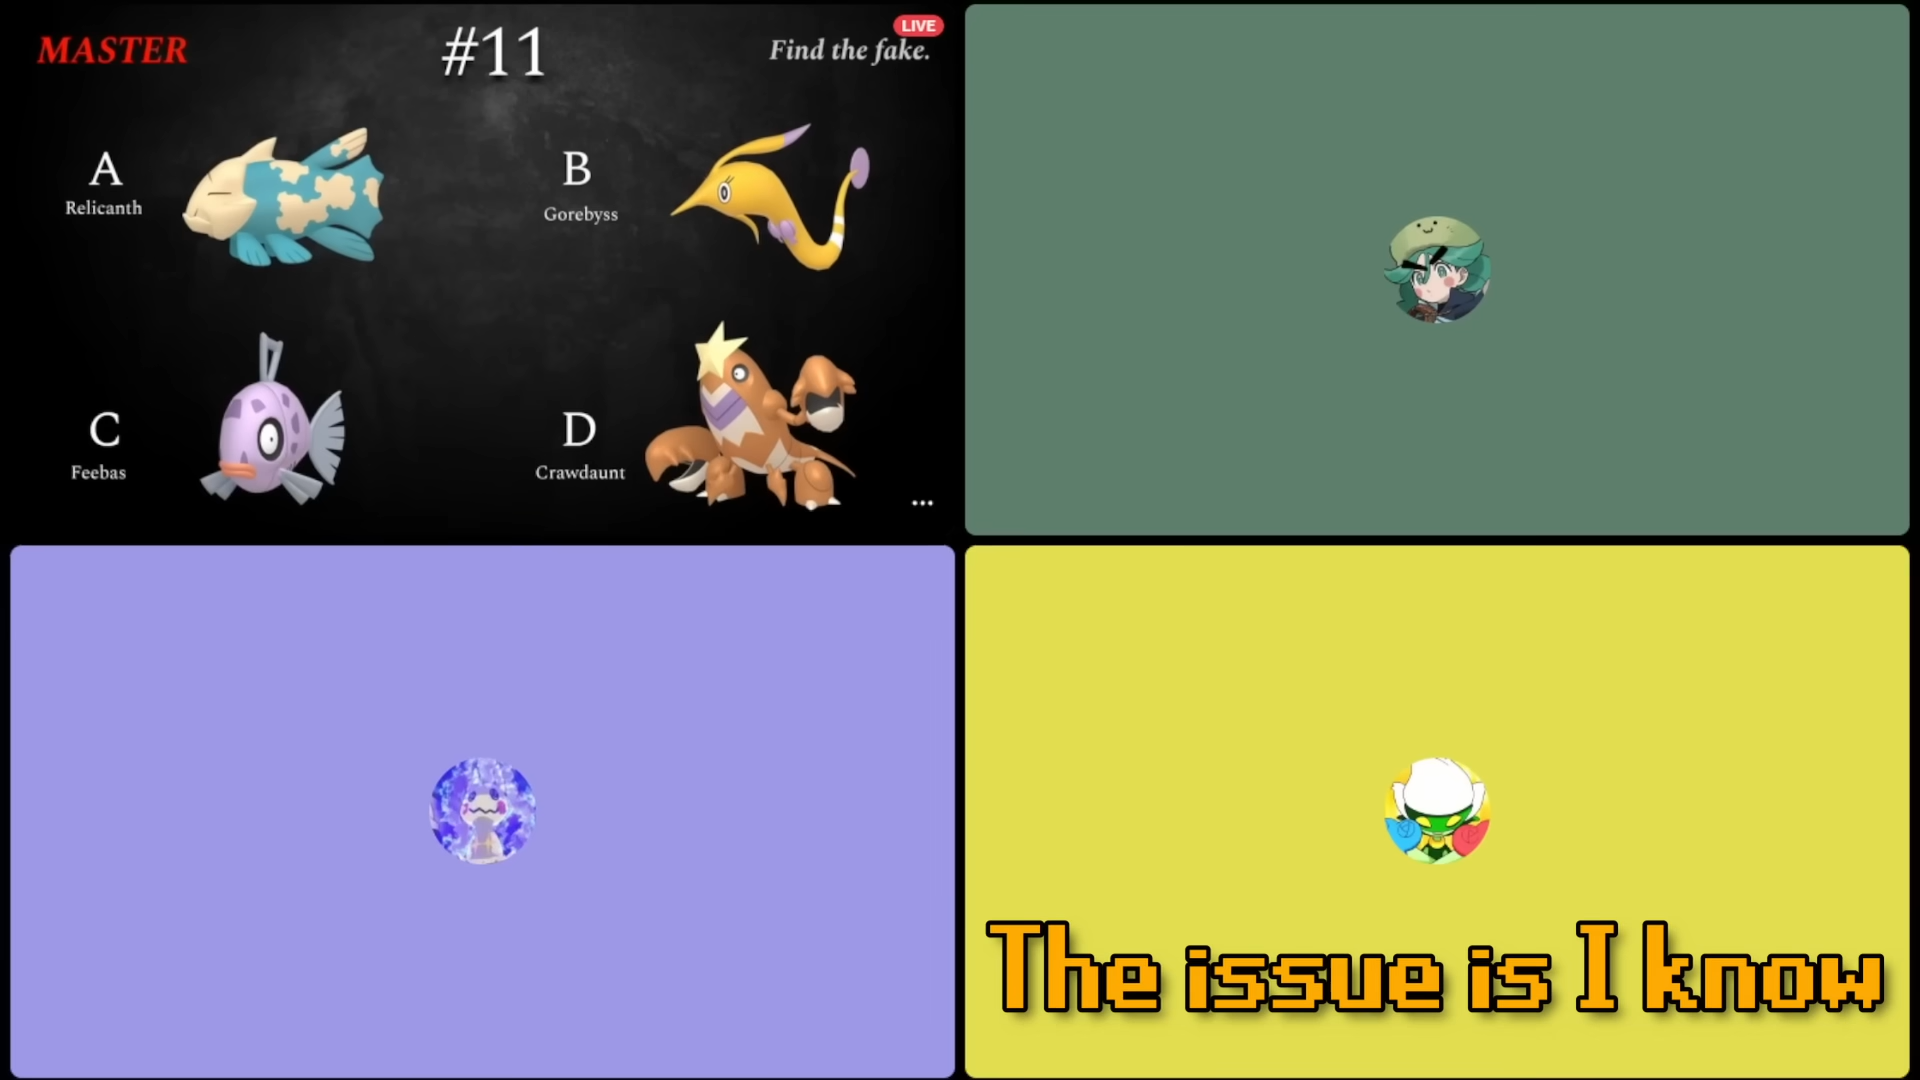 MASTER
#11
LIVE
Find the fake.
A
Relicanth
B
Gorebyss
C
Feebas
D
Crawdaunt
...
The issue is I know